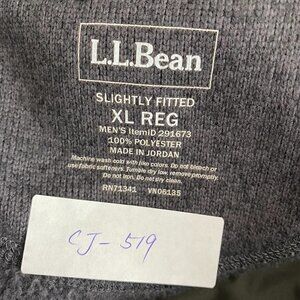 L.L.Bean
SLIGHTLY FITTED
XL REG
MEN'S ItemID 291673
100% POLYESTER
MADE IN JORDAN
Machine wash cold with like colors. Do not bleach or
use fabric softeners. Tumble dry low, remove promptly.
Do not iron. Do not dry clean.
RN71341 VN06135
CJ-519